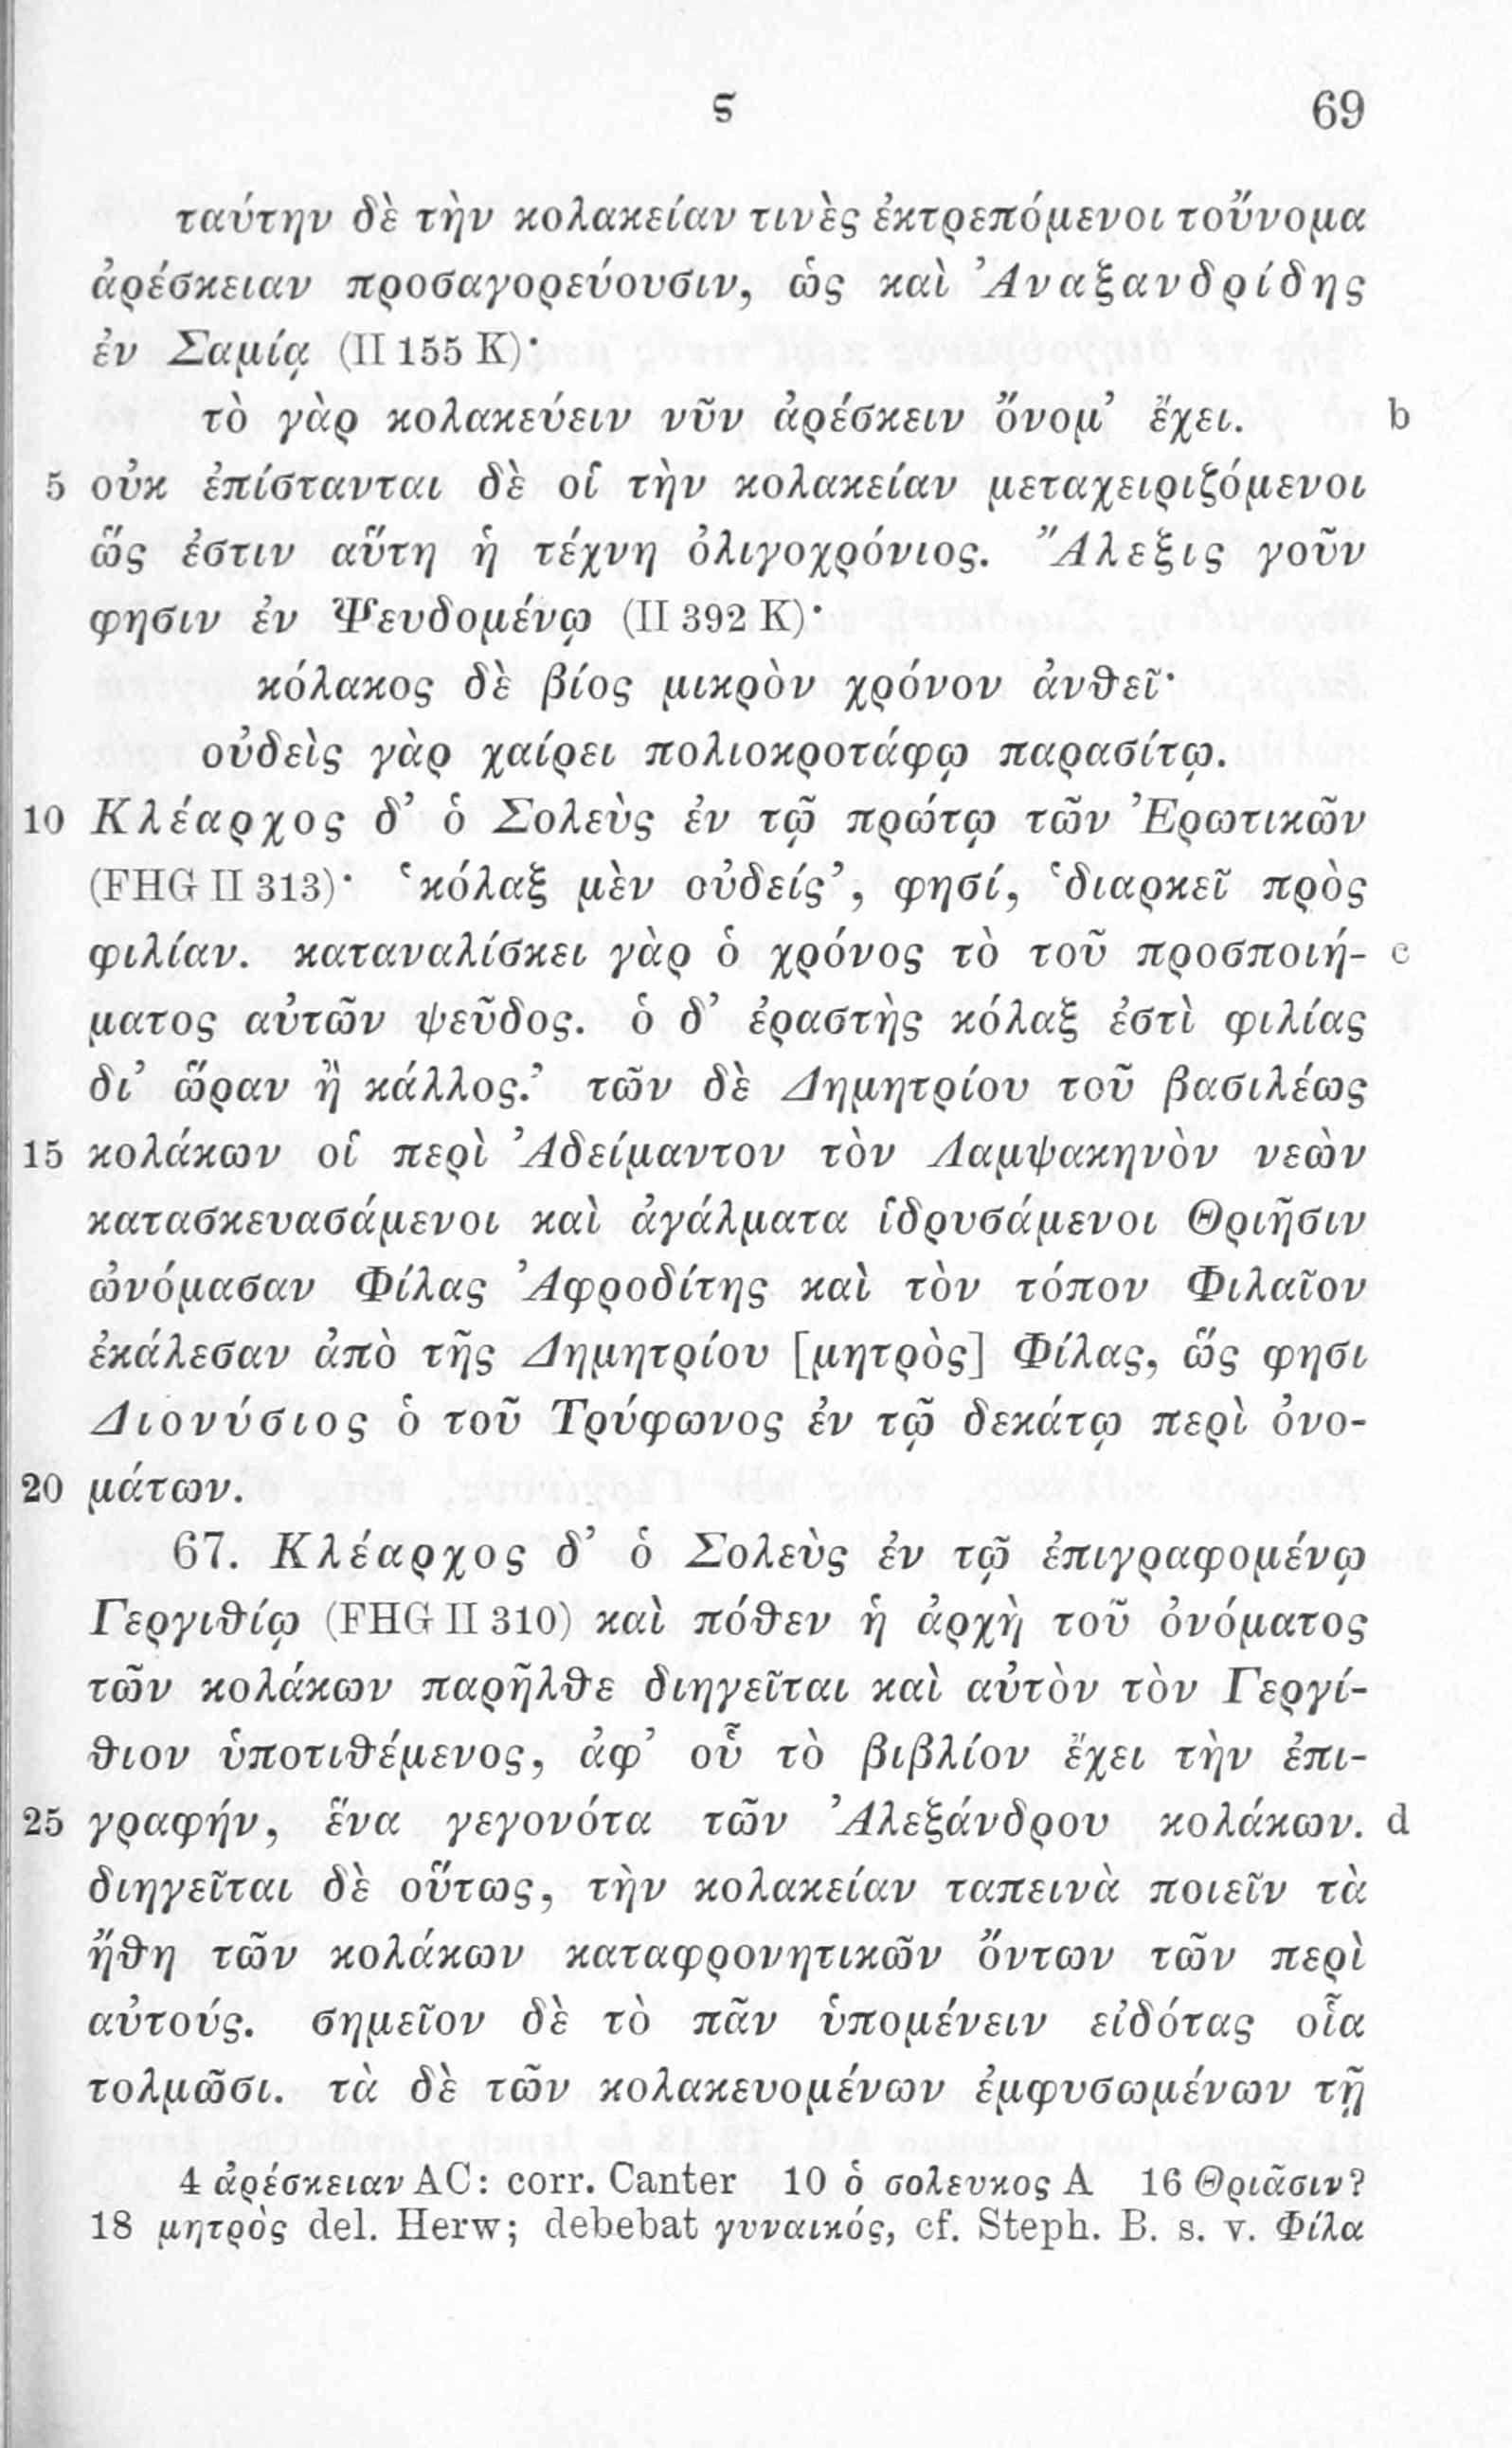 ϛ 69
ταύτην δὲ τὴν κολακείαν τινὲς ἐκτρεπόμενοι τοὔνομα
ἀρέσκειαν προσαγορεύουσιν, ὡς καὶ Ἀναξανδρίδης
ἐν Σαμίᾳ (II 155 K)·
τὸ γὰρ κολακεύειν νῦν ἀρέσκειν ὄνομ’ ἔχει. b
5 οὐκ ἐπίστανται δὲ οἱ τὴν κολακείαν μεταχειριζόμενοι
ὥς ἐστιν αὕτη ἡ τέχνη ὀλιγοχρόνιος. Ἄλεξις γοῦν
φησιν ἐν Ψευδομένῳ (II 392 K)·
κόλακος δὲ βίος μικρὸν χρόνον ἀνθεῖ·
οὐδεὶς γὰρ χαίρει πολιοκροτάφῳ παρασίτῳ.
10 Κλέαρχος δ’ ὁ Σολεὺς ἐν τῷ πρώτῳ τῶν Ἐρωτικῶν
(FHG II 313)· ‘κόλαξ μὲν οὐδείς’, φησί, ‘διαρκεῖ πρὸς
φιλίαν. καταναλίσκει γὰρ ὁ χρόνος τὸ τοῦ προσποιή- c
ματος αὐτῶν ψεῦδος. ὁ δ’ ἐραστὴς κόλαξ ἐστὶ φιλίας
δι’ ὥραν ἢ κάλλος.’ τῶν δὲ Δημητρίου τοῦ βασιλέως
15 κολάκων οἱ περὶ Ἀδείμαντον τὸν Λαμψακηνὸν νεὼν
κατασκευασάμενοι καὶ ἀγάλματα ἱδρυσάμενοι Θριῆσιν
ὠνόμασαν Φίλας Ἀφροδίτης καὶ τὸν τόπον Φιλαῖον
ἐκάλεσαν ἀπὸ τῆς Δημητρίου [μητρὸς] Φίλας, ὥς φησι
Διονύσιος ὁ τοῦ Τρύφωνος ἐν τῷ δεκάτῳ περὶ ὀνο-
20 μάτων.
67. Κλέαρχος δ’ ὁ Σολεὺς ἐν τῷ ἐπιγραφομένῳ
Γεργιθίῳ (FHG II 310) καὶ πόθεν ἡ ἀρχὴ τοῦ ὀνόματος
τῶν κολάκων παρῆλθε διηγεῖται καὶ αὐτὸν τὸν Γεργί-
θιον ὑποτιθέμενος, ἀφ’ οὗ τὸ βιβλίον ἔχει τὴν ἐπι-
25 γραφήν, ἕνα γεγονότα τῶν Ἀλεξάνδρου κολάκων. d
διηγεῖται δὲ οὕτως, τὴν κολακείαν ταπεινὰ ποιεῖν τὰ
ἤθη τῶν κολάκων καταφρονητικῶν ὄντων τῶν περὶ
αὐτούς. σημεῖον δὲ τὸ πᾶν ὑπομένειν εἰδότας οἷα
τολμῶσι. τὰ δὲ τῶν κολακευομένων ἐμφυσωμένων τῇ
4 ἀρέσκειαν AC: corr. Canter 10 ὁ σολευκος A 16 Θριᾶσιν?
18 μητρὸς del. Herw; debebat γυναικός, cf. Steph. B. s. v. Φίλα